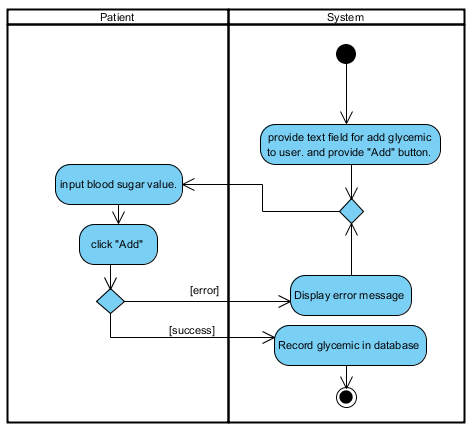 Patient
System
provide text field for add glycemic
to user. and provide "Add" button.
input blood sugar value.
click "Add"
[error]
Display error message
[success]
Record glycemic in database